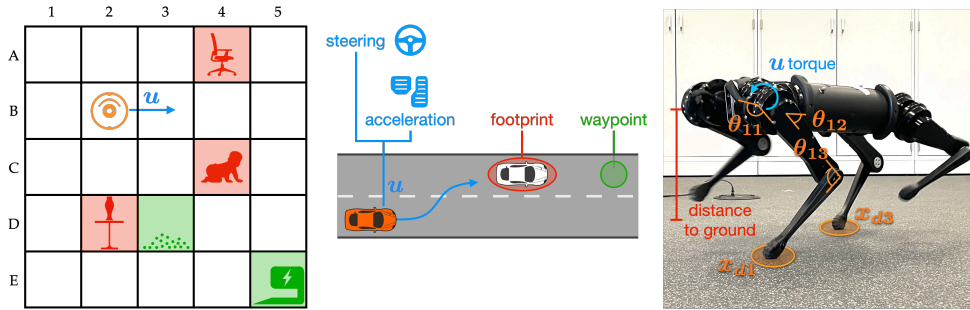 1 2 3 4 5
A
B
C
D
E
u
steering
acceleration
footprint
waypoint
u
u torque
θ11
θ12
θ13
distance
to ground
xd1
xd3